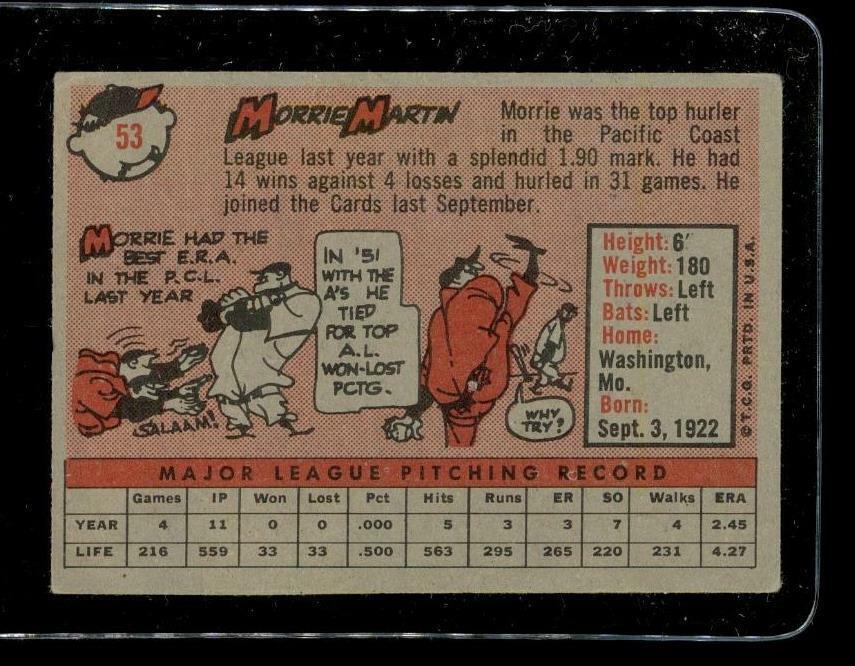 53
MORRIE MARTIN
Morrie was the top hurler
in the Pacific Coast
League last year with a splendid 1.90 mark. He had
14 wins against 4 losses and hurled in 31 games. He
joined the Cards last September.
MORRIE HAD THE
BEST E.R.A.
IN THE P.C.L.
LAST YEAR
SALAAM!
IN '51
WITH THE
A'S HE
TIED
FOR TOP
A.L.
WON-LOST
PCTG.
WHY
TRY?
Height: 6'
Weight: 180
Throws: Left
Bats: Left
Home:
Washington,
Mo.
Born:
Sept. 3, 1922
© T.C.G. PRTD. IN U.S.A.
MAJOR LEAGUE PITCHING RECORD
Games IP Won Lost Pct Hits Runs ER SO Walks ERA
YEAR 4 11 0 0 .000 5 3 3 7 4 2.45
LIFE 216 559 33 33 .500 563 295 265 220 231 4.27